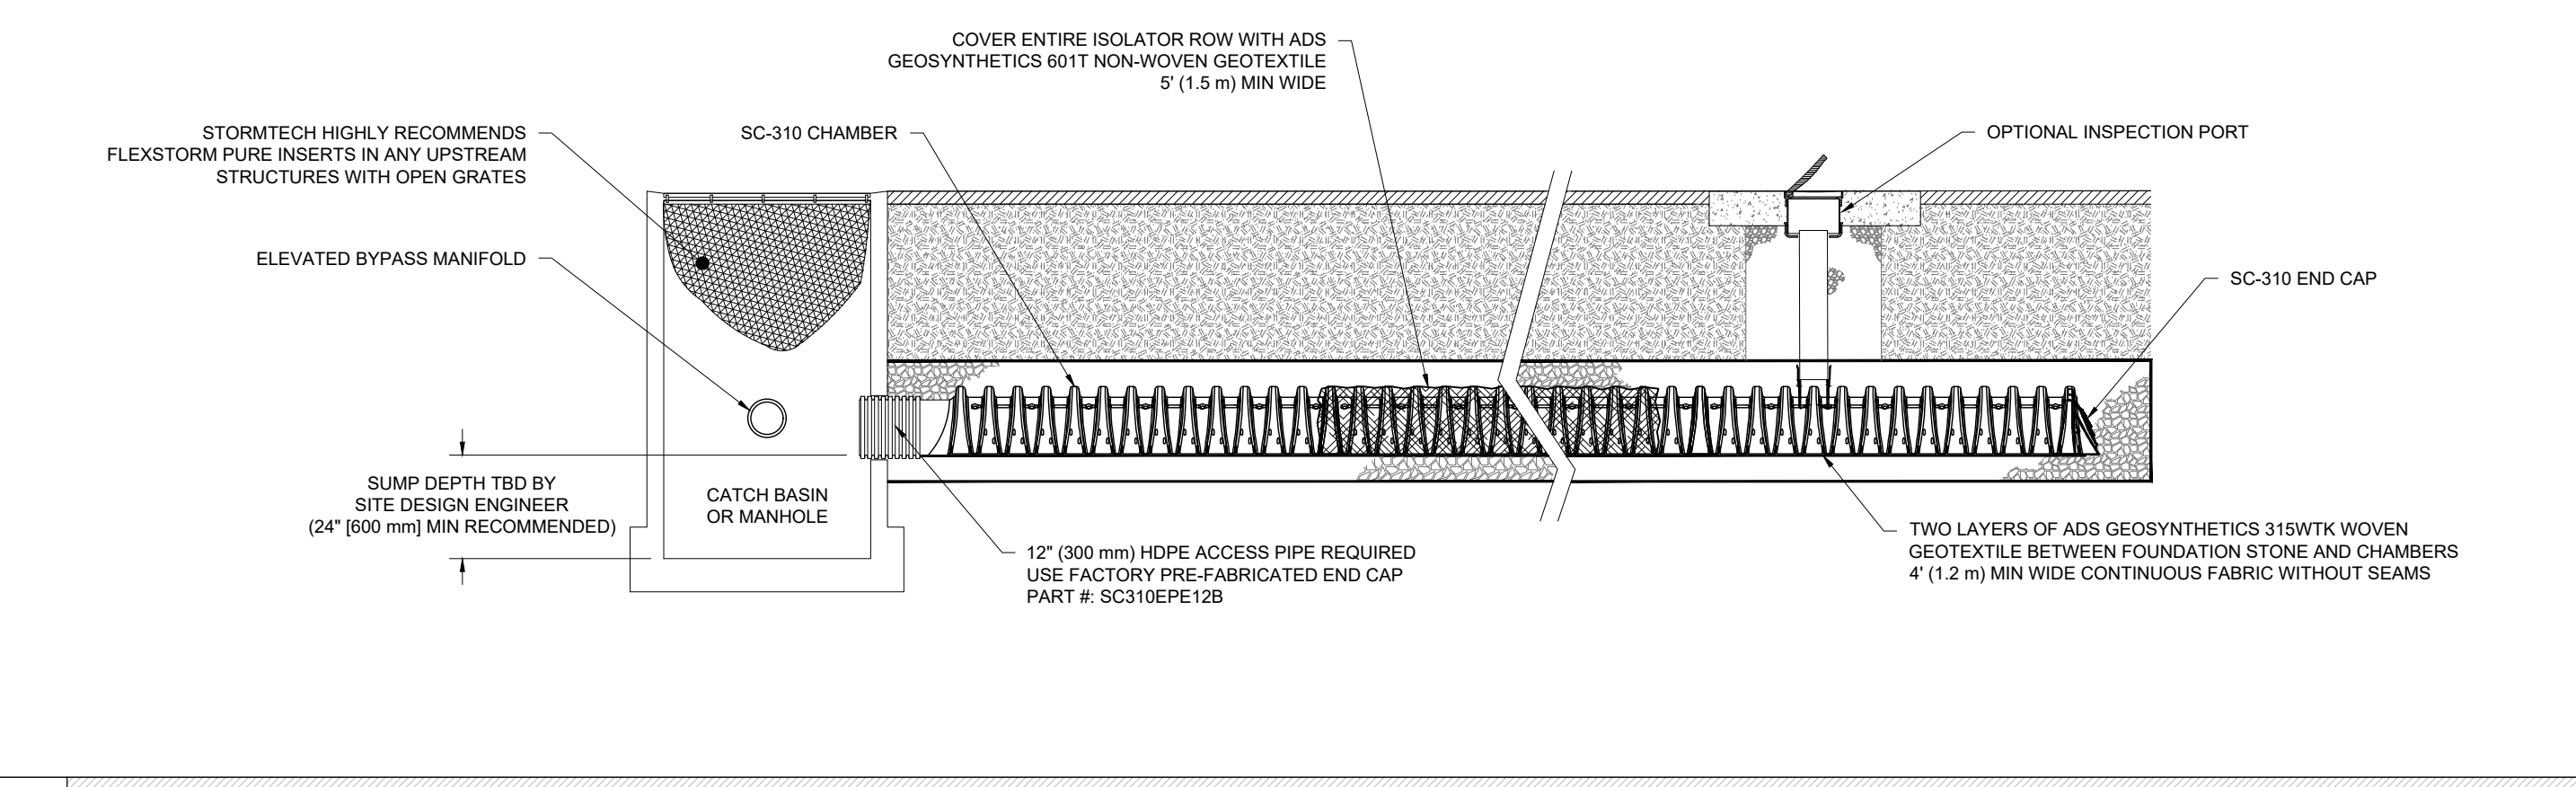 COVER ENTIRE ISOLATOR ROW WITH ADS
GEOSYNTHETICS 601T NON-WOVEN GEOTEXTILE
5' (1.5 m) MIN WIDE
STORMTECH HIGHLY RECOMMENDS
FLEXSTORM PURE INSERTS IN ANY UPSTREAM
STRUCTURES WITH OPEN GRATES
SC-310 CHAMBER
OPTIONAL INSPECTION PORT
ELEVATED BYPASS MANIFOLD
SC-310 END CAP
SUMP DEPTH TBD BY
SITE DESIGN ENGINEER
(24" [600 mm] MIN RECOMMENDED)
CATCH BASIN
OR MANHOLE
12" (300 mm) HDPE ACCESS PIPE REQUIRED
USE FACTORY PRE-FABRICATED END CAP
PART #: SC310EPE12B
TWO LAYERS OF ADS GEOSYNTHETICS 315WTK WOVEN
GEOTEXTILE BETWEEN FOUNDATION STONE AND CHAMBERS
4' (1.2 m) MIN WIDE CONTINUOUS FABRIC WITHOUT SEAMS